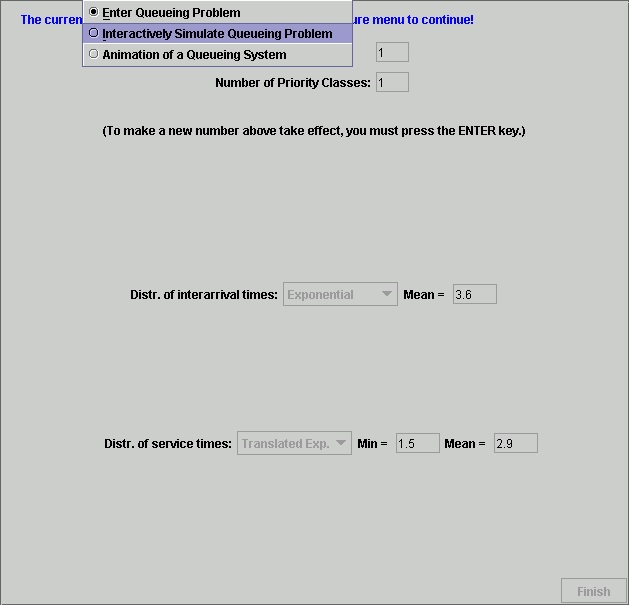 Enter Queueing Problem
The curren ure menu to continue!
Interactively Simulate Queueing Problem
1
Animation of a Queueing System
Number of Priority Classes: 1
(To make a new number above take effect, you must press the ENTER key.)
Distr. of interarrival times: Exponential Mean = 3.6
Distr. of service times: Translated Exp. Min = 1.5 Mean = 2.9
Finish